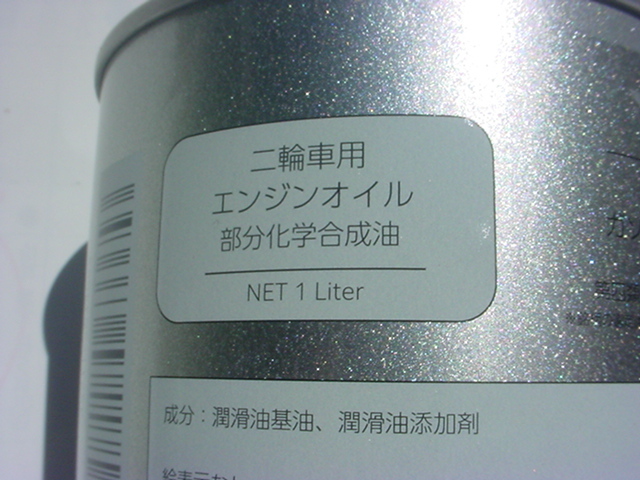 二輪車用
エンジンオイル
部分化学合成油
NET 1 Liter
成分：潤滑油基油、潤滑油添加剤